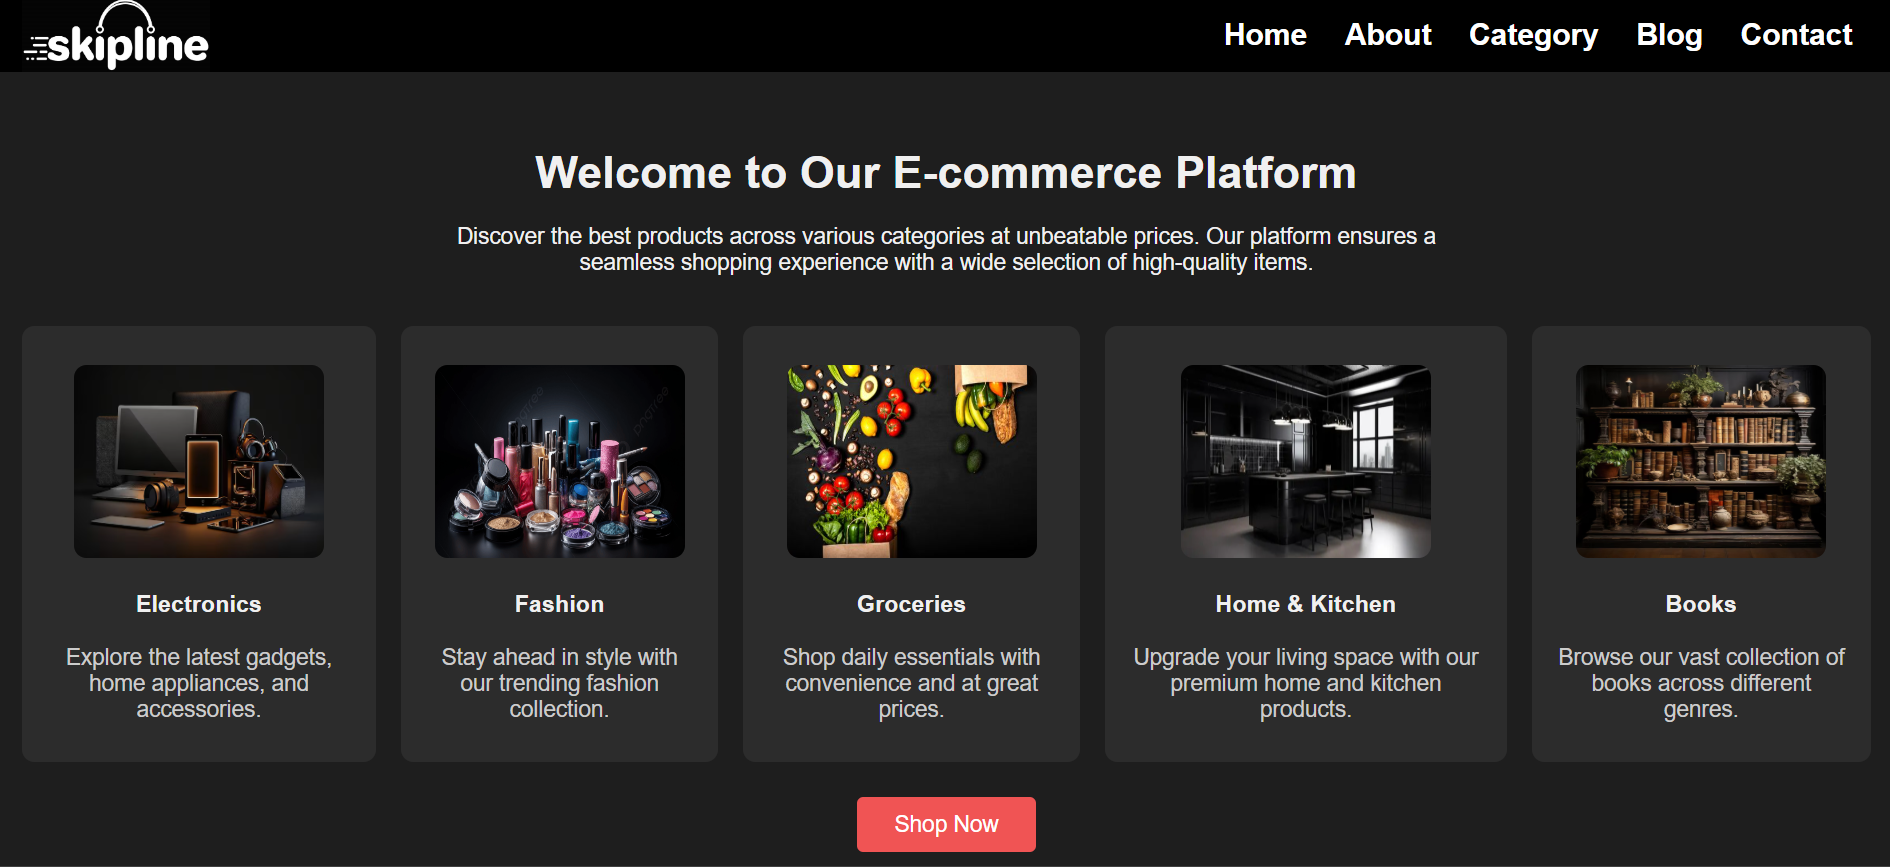 skipline
Home About Category Blog Contact
Welcome to Our E-commerce Platform
Discover the best products across various categories at unbeatable prices. Our platform ensures a
seamless shopping experience with a wide selection of high-quality items.
pngtree
pngtree
Electronics
Explore the latest gadgets,
home appliances, and
accessories.
Fashion
Stay ahead in style with
our trending fashion
collection.
Groceries
Shop daily essentials with
convenience and at great
prices.
Home & Kitchen
Upgrade your living space with our
premium home and kitchen
products.
Books
Browse our vast collection of
books across different
genres.
Shop Now